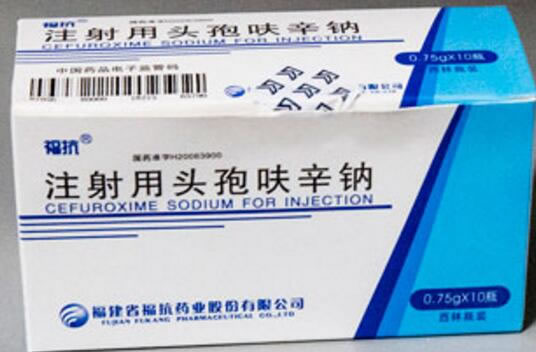 福抗®
注射用头孢呋辛钠
CEFUROXIME SODIUM FOR INJECTION
中国药品电子监管码
0.75gX10瓶
福抗®
国药准字H20083900
注射用头孢呋辛钠
CEFUROXIME SODIUM FOR INJECTION
福建省福抗药业股份有限公司
FUJIAN FUKANG PHARMACEUTICAL CO.,LTD
0.75gX10瓶
西林瓶装